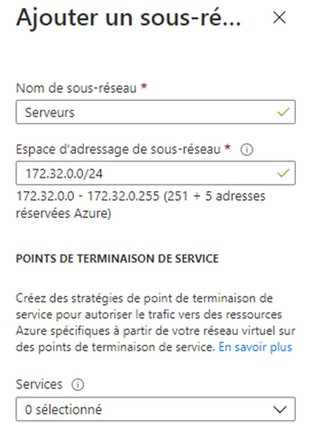 Ajouter un sous-ré...
Nom de sous-réseau *
Serveurs
Espace d'adressage de sous-réseau *
172.32.0.0/24
172.32.0.0 - 172.32.0.255 (251 + 5 adresses
réservées Azure)
POINTS DE TERMINAISON DE SERVICE
Créez des stratégies de point de terminaison de
service pour autoriser le trafic vers des ressources
Azure spécifiques à partir de votre réseau virtuel sur
des points de terminaison de service. En savoir plus
Services
0 sélectionné